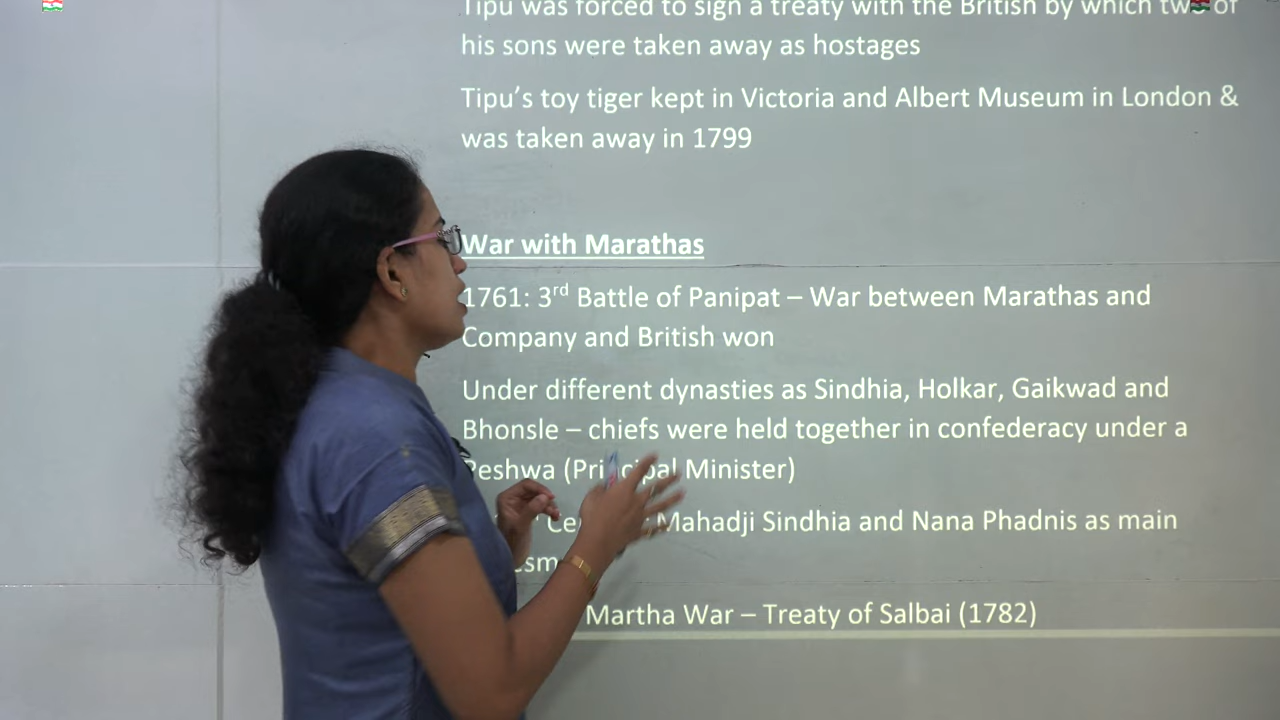 Tipu was forced to sign a treaty with the British by which two of
his sons were taken away as hostages
Tipu's toy tiger kept in Victoria and Albert Museum in London &
was taken away in 1799
War with Marathas
1761: 3rd Battle of Panipat – War between Marathas and
Company and British won
Under different dynasties as Sindhia, Holkar, Gaikwad and
Bhonsle – chiefs were held together in confederacy under a
Peshwa (Principal Minister)
Mahadji Sindhia and Nana Phadnis as main
Martha War – Treaty of Salbai (1782)